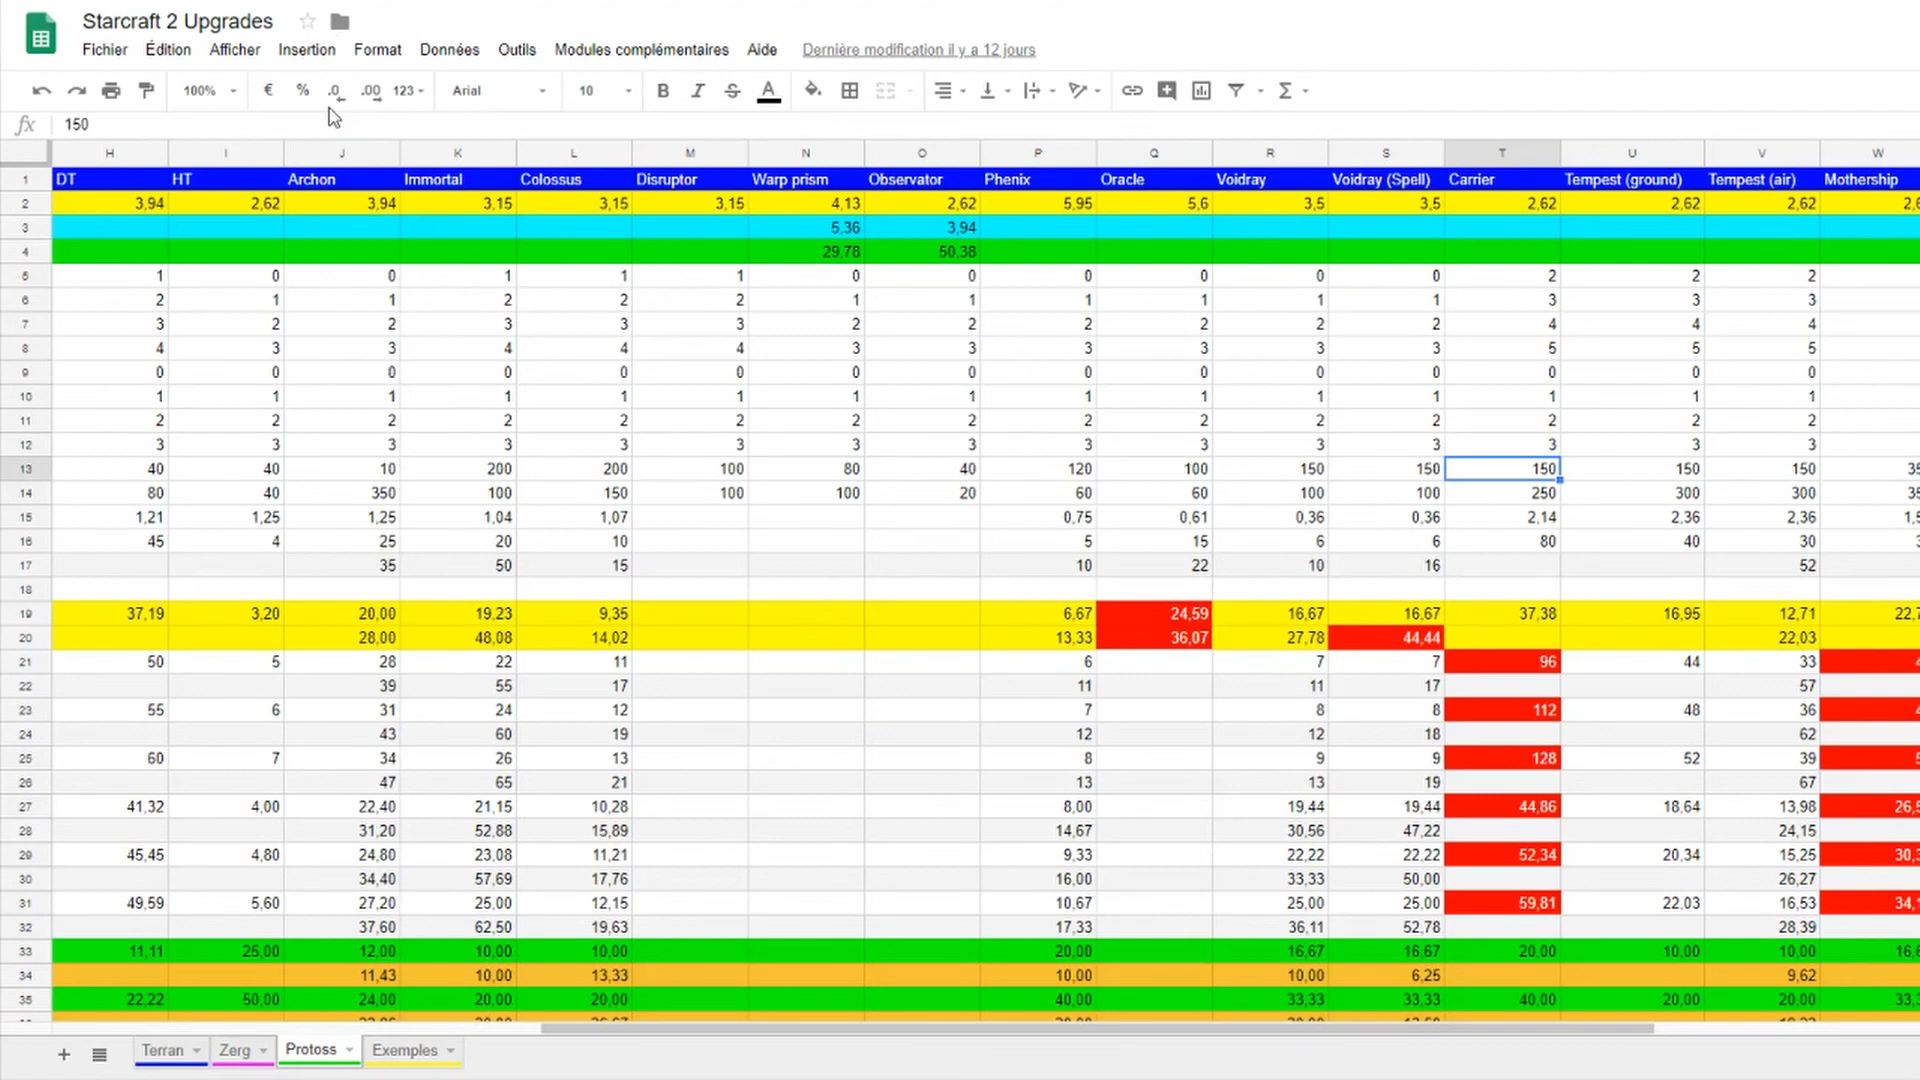 Starcraft 2 Upgrades
Fichier Édition Afficher Insertion Format Données Outils Modules complémentaires Aide Dernière modification il y a 12 jours
100% € % .0 .00 123 Arial 10 B I S A Σ
fx 150
H I J K L M N O P Q R S T U V W
1 DT HT Archon Immortal Colossus Disruptor Warp prism Observator Phenix Oracle Voidray Voidray (Spell) Carrier Tempest (ground) Tempest (air) Mothership
2 3,94 2,62 3,94 3,15 3,15 3,15 4,13 2,62 5,95 5,6 3,5 3,5 2,62 2,62 2,62
3 5,36 3,94
4 29,78 50,38
5 1 0 0 1 1 1 0 0 0 0 0 0 2 2 2
6 2 1 1 2 2 2 1 1 1 1 1 1 3 3 3
7 3 2 2 3 3 3 2 2 2 2 2 2 4 4 4
8 4 3 3 4 4 4 3 3 3 3 3 3 5 5 5
9 0 0 0 0 0 0 0 0 0 0 0 0 0 0 0
10 1 1 1 1 1 1 1 1 1 1 1 1 1 1 1
11 2 2 2 2 2 2 2 2 2 2 2 2 2 2 2
12 3 3 3 3 3 3 3 3 3 3 3 3 3 3 3
13 40 40 10 200 200 100 80 40 120 100 150 150 150 150 150
14 80 40 350 100 150 100 100 20 60 60 100 100 250 300 300
15 1,21 1,25 1,25 1,04 1,07 0,75 0,61 0,36 0,36 2,14 2,36 2,36
16 45 4 25 20 10 5 15 6 6 80 40 30
17 35 50 15 10 22 10 16 52
18
19 37,19 3,20 20,00 19,23 9,35 6,67 24,59 16,67 16,67 37,38 16,95 12,71
20 28,00 48,08 14,02 13,33 36,07 27,78 44,44 22,03
21 50 5 28 22 11 6 7 7 96 44 33
22 39 55 17 11 11 17 57
23 55 6 31 24 12 7 8 8 112 48 36
24 43 60 19 12 12 18 62
25 60 7 34 26 13 8 9 9 128 52 39
26 47 65 21 13 13 19 67
27 41,32 4,00 22,40 21,15 10,28 8,00 19,44 19,44 44,86 18,64 13,98
28 31,20 52,88 15,89 14,67 30,56 47,22 24,15
29 45,45 4,80 24,80 23,08 11,21 9,33 22,22 22,22 52,34 20,34 15,25
30 34,40 57,69 17,76 16,00 33,33 50,00 26,27
31 49,59 5,60 27,20 25,00 12,15 10,67 25,00 25,00 59,81 22,03 16,53
32 37,60 62,50 19,63 17,33 36,11 52,78 28,39
33 11,11 25,00 12,00 10,00 10,00 20,00 16,67 16,67 20,00 10,00 10,00
34 11,43 10,00 13,33 10,00 10,00 6,25 9,62
35 22,22 50,00 24,00 20,00 20,00 40,00 33,33 33,33 40,00 20,00 20,00
+ Terran Zerg Protoss Exemples